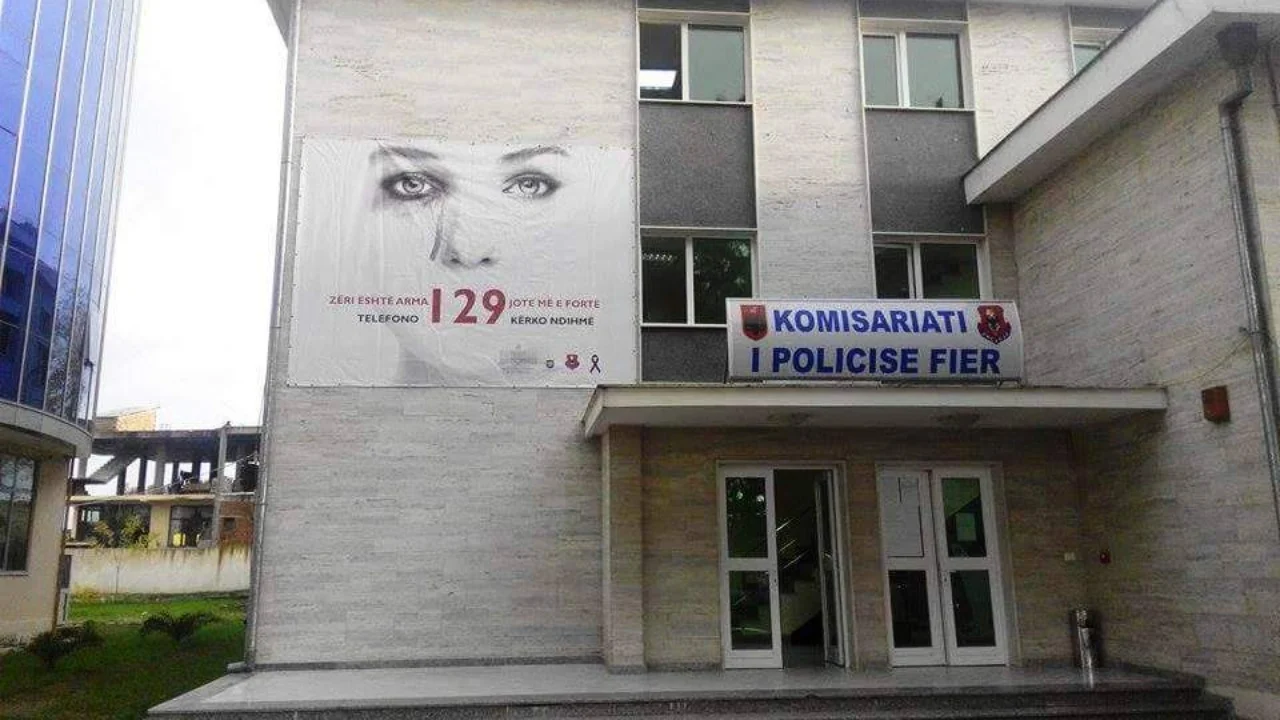 ZËRI ËSHTË ARMA 129 JOTE MË E FORTË
TELEFONO KËRKO NDIHMË
KOMISARIATI
I POLICISE FIER